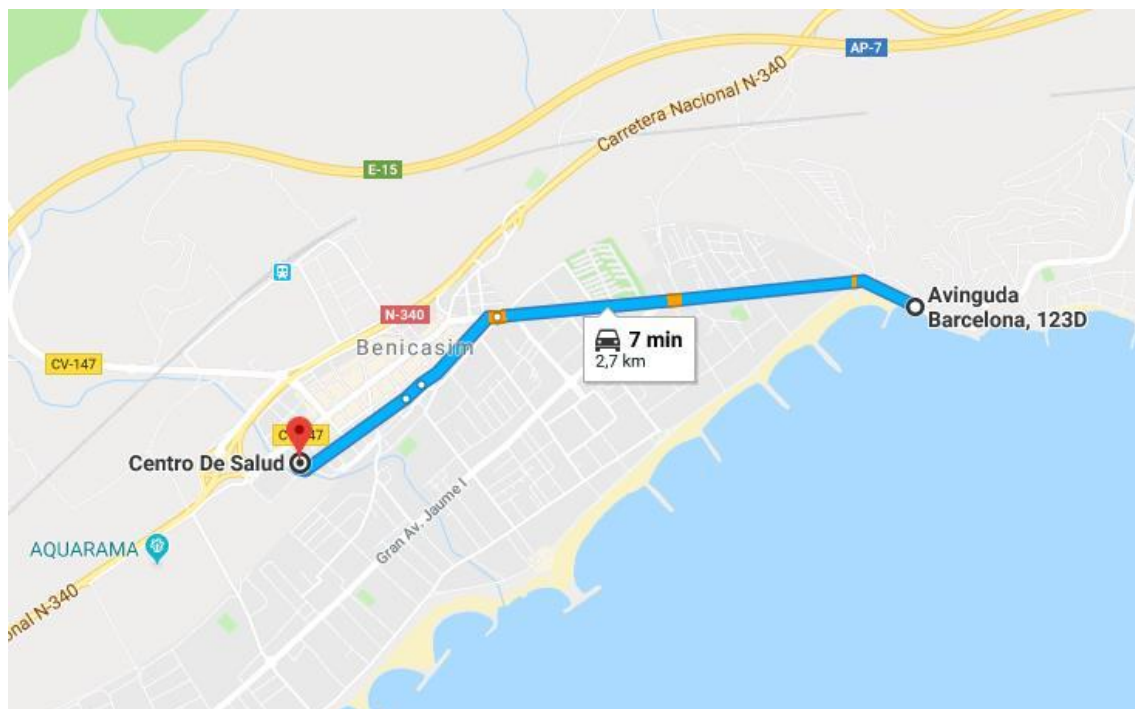 AP-7
Carretera Nacional N-340
E-15
Avinguda
Barcelona, 123D
N-340
7 min
2,7 km
Benicasim
CV-147
Centro De Salud
Gran Av. Jaume I
AQUARAMA
onal N-340